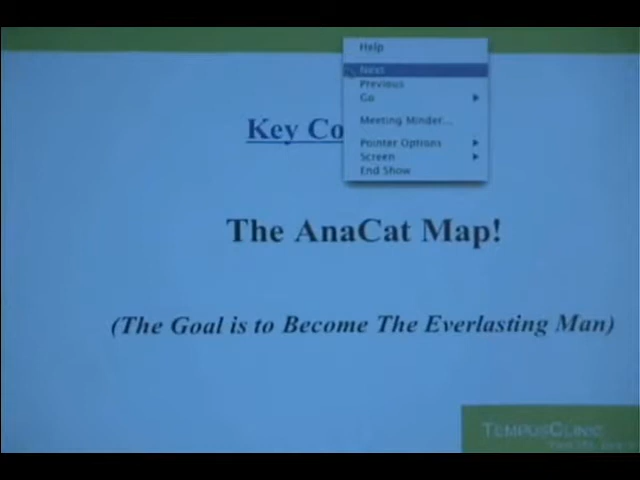 Help
Next
Previous
Go
Meeting Minder...
Pointer Options
Screen
End Show
Key Co
The AnaCat Map!
(The Goal is to Become The Everlasting Man)
TEMPUSCLINIC